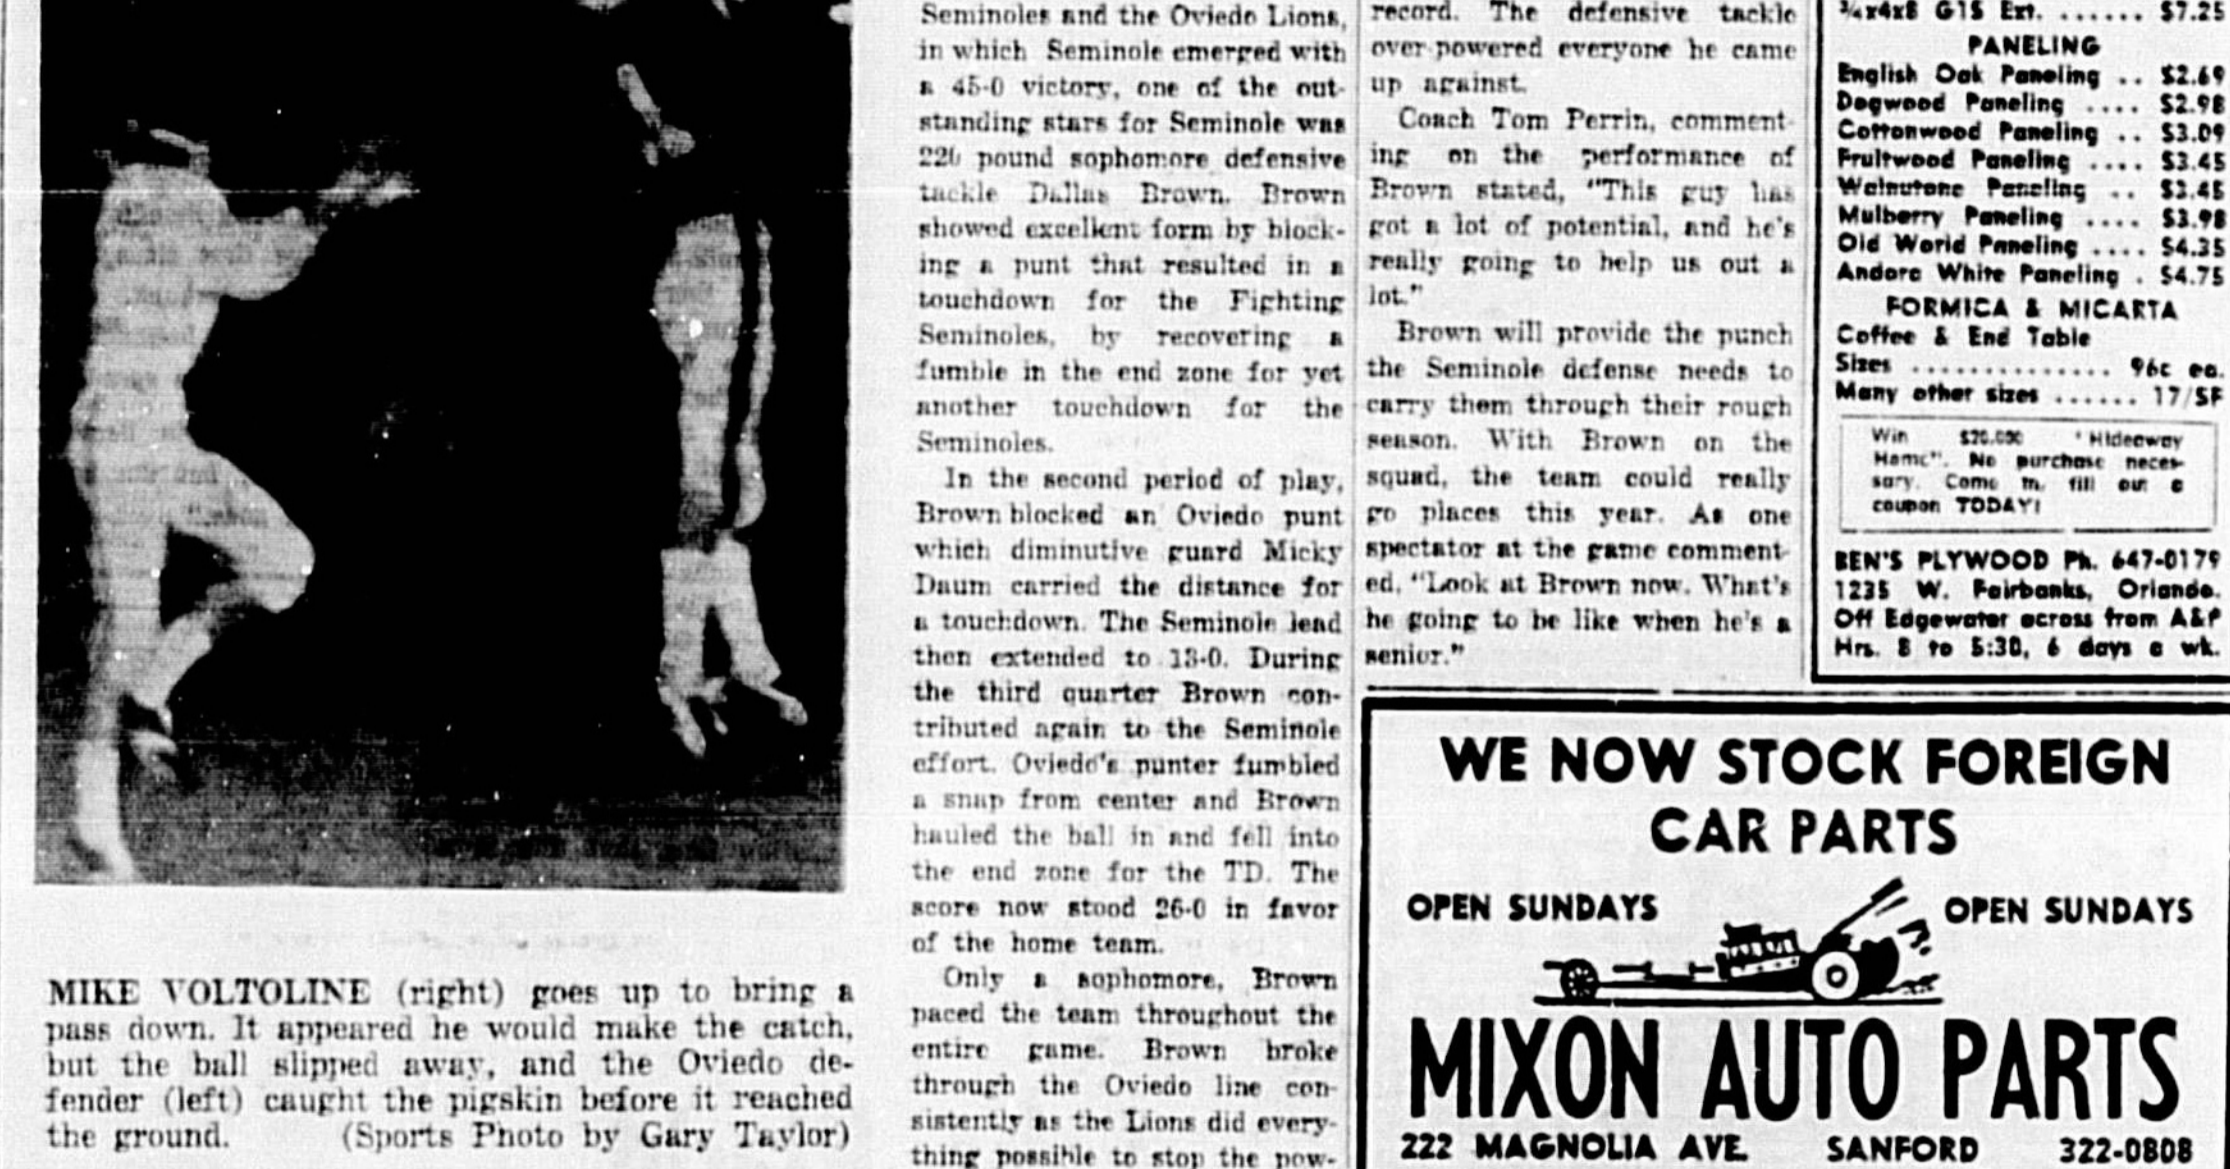 MIKE VOLTOLINE (right) goes up to bring a
pass down. It appeared he would make the catch,
but the ball slipped away, and the Oviedo de-
fender (left) caught the pigskin before it reached
the ground. (Sports Photo by Gary Taylor)
Seminoles and the Oviedo Lions,
in which Seminole emerged with
a 45-0 victory, one of the out-
standing stars for Seminole was
220 pound sophomore defensive
tackle Dallas Brown. Brown
showed excellent form by block-
ing a punt that resulted in a
touchdown for the Fighting
Seminoles, by recovering a
fumble in the end zone for yet
another touchdown for the
Seminoles.
In the second period of play,
Brown blocked an Oviedo punt
which diminutive guard Micky
Daum carried the distance for
a touchdown. The Seminole lead
then extended to 13-0. During
the third quarter Brown con-
tributed again to the Seminole
effort. Oviedo's punter fumbled
a snap from center and Brown
hauled the ball in and fell into
the end zone for the TD. The
score now stood 26-0 in favor
of the home team.
Only a sophomore, Brown
paced the team throughout the
entire game. Brown broke
through the Oviedo line con-
sistently as the Lions did every-
thing possible to stop the pow-
record. The defensive tackle
over powered everyone he came
up against.
Coach Tom Perrin, comment-
ing on the performance of
Brown stated, "This guy has
got a lot of potential, and he's
really going to help us out a
lot."
Brown will provide the punch
the Seminole defense needs to
carry them through their rough
season. With Brown on the
squad, the team could really
go places this year. As one
spectator at the game comment-
ed, "Look at Brown now. What's
he going to be like when he's a
senior."
¾x4x8 G1S Ext. ...... $7.25
PANELING
English Oak Paneling .. $2.69
Dogwood Paneling .... $2.98
Cottonwood Paneling .. $3.09
Fruitwood Paneling .... $3.45
Walnutone Paneling .. $3.45
Mulberry Paneling .... $3.98
Old World Paneling .... $4.35
Andora White Paneling . $4.75
FORMICA & MICARTA
Coffee & End Table
Sizes .............. 96c ea.
Many other sizes ...... 17/SF
Win $20,000 "Hideaway
Home". No purchase neces-
sary. Come in, fill out a
coupon TODAY!
BEN'S PLYWOOD Ph. 647-0179
1235 W. Fairbanks, Orlando.
Off Edgewater across from A&P
Hrs. 8 to 5:30, 6 days a wk.
WE NOW STOCK FOREIGN
CAR PARTS
OPEN SUNDAYS OPEN SUNDAYS
MIXON AUTO PARTS
222 MAGNOLIA AVE. SANFORD 322-0808